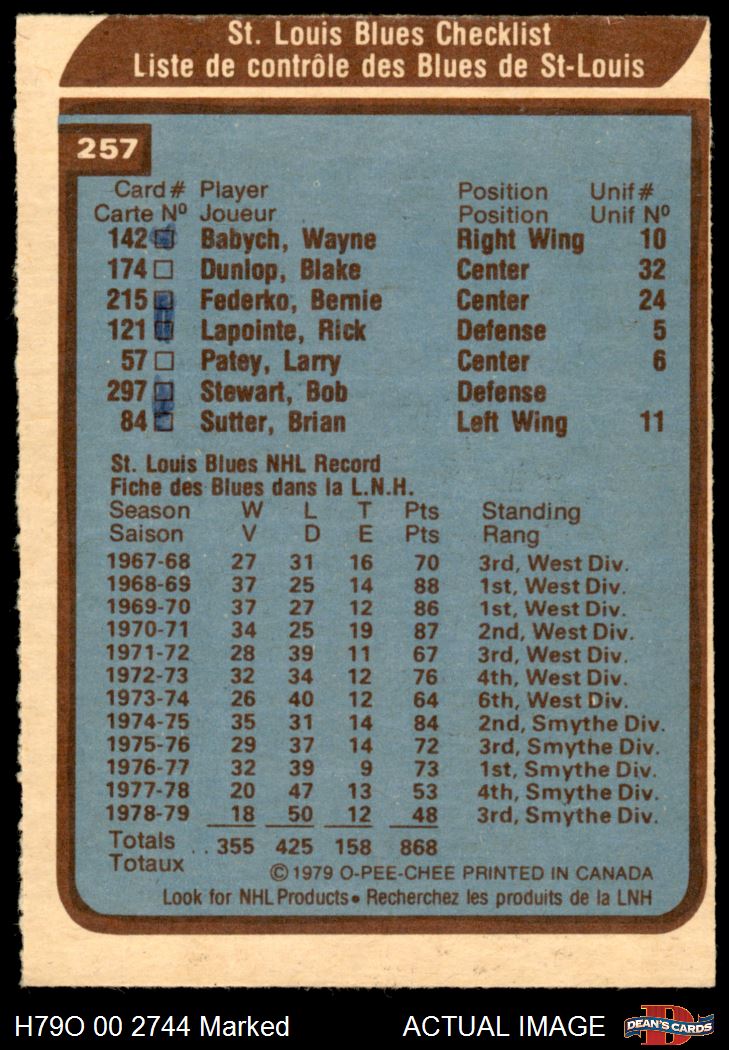 St. Louis Blues Checklist
Liste de contrôle des Blues de St-Louis
257
Card # Player Position Unif #
Carte Nº Joueur Position Unif Nº
142 Babych, Wayne Right Wing 10
174 Dunlop, Blake Center 32
215 Federko, Bernie Center 24
121 Lapointe, Rick Defense 5
57 Patey, Larry Center 6
297 Stewart, Bob Defense
84 Sutter, Brian Left Wing 11
St. Louis Blues NHL Record
Fiche des Blues dans la L.N.H.
Season W L T Pts Standing
Saison V D E Pts Rang
1967-68 27 31 16 70 3rd, West Div.
1968-69 37 25 14 88 1st, West Div.
1969-70 37 27 12 86 1st, West Div.
1970-71 34 25 19 87 2nd, West Div.
1971-72 28 39 11 67 3rd, West Div.
1972-73 32 34 12 76 4th, West Div.
1973-74 26 40 12 64 6th, West Div.
1974-75 35 31 14 84 2nd, Smythe Div.
1975-76 29 37 14 72 3rd, Smythe Div.
1976-77 32 39 9 73 1st, Smythe Div.
1977-78 20 47 13 53 4th, Smythe Div.
1978-79 18 50 12 48 3rd, Smythe Div.
Totals
Totaux .. 355 425 158 868
© 1979 O-PEE-CHEE PRINTED IN CANADA
Look for NHL Products • Recherchez les produits de la LNH
H79O 00 2744 Marked ACTUAL IMAGE
D
DEAN'S CARDS